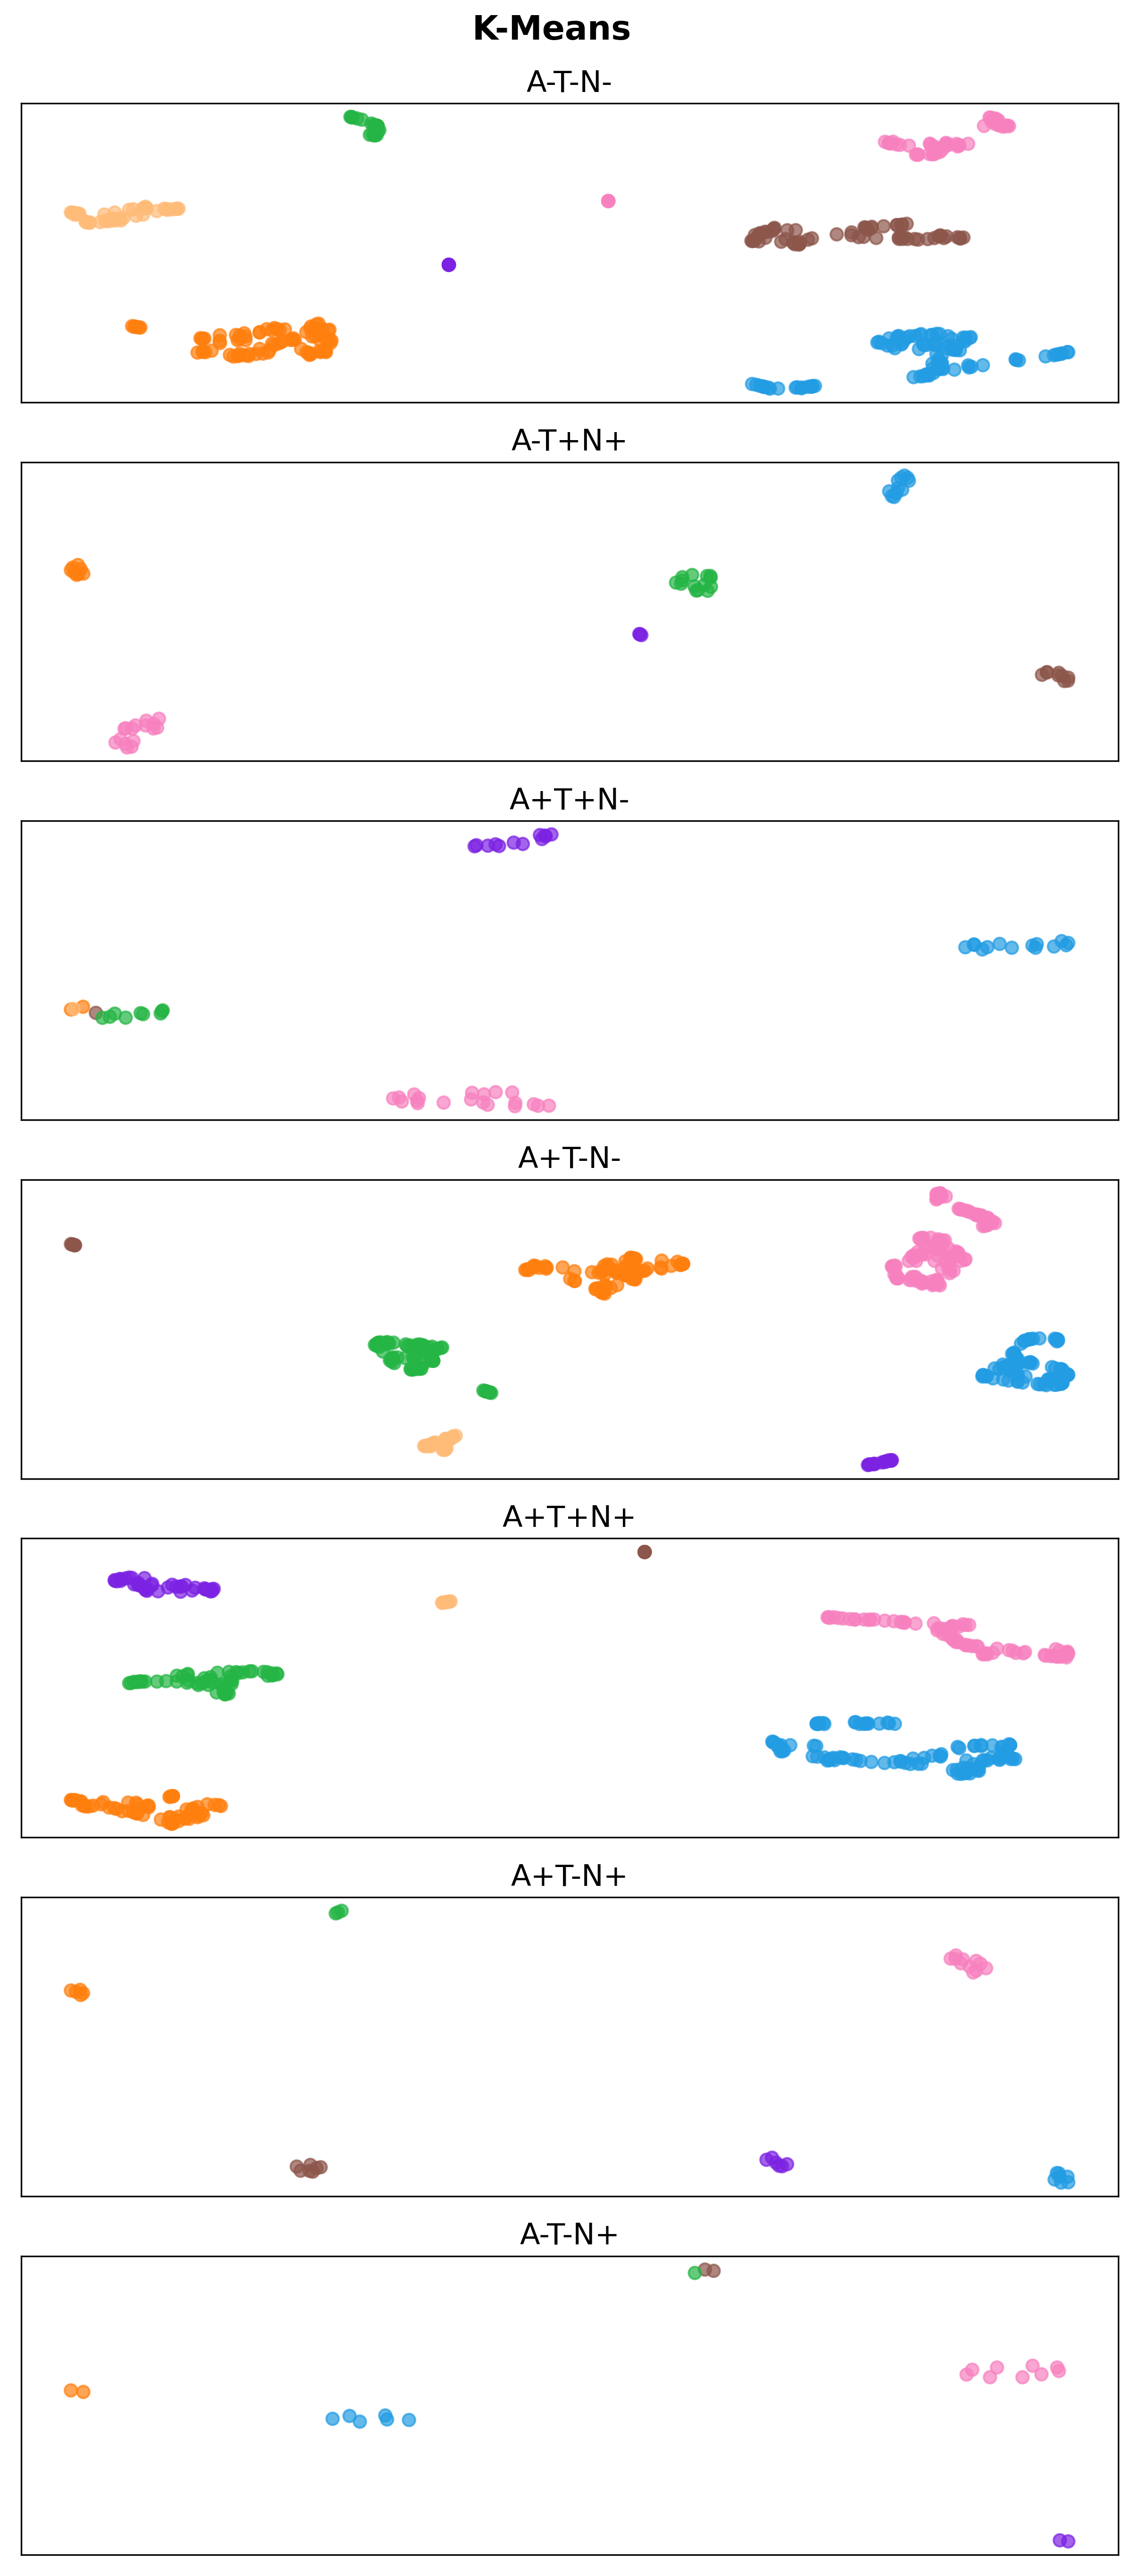 K-Means
A-T-N-
A-T+N+
A+T+N-
A+T-N-
A+T+N+
A+T-N+
A-T-N+